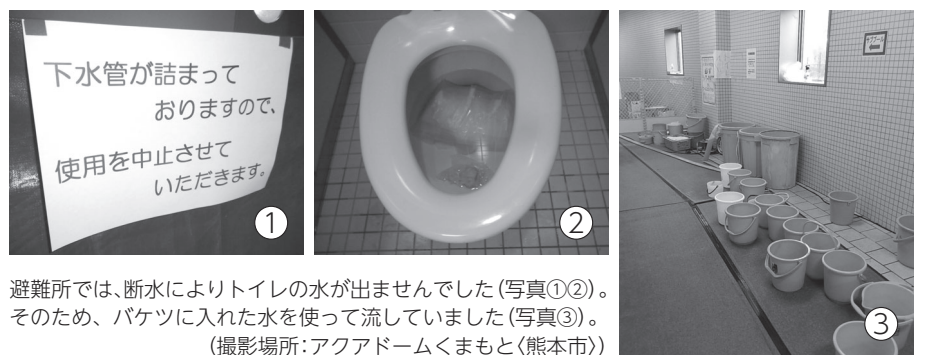 下水管が詰まって
おりますので、
使用を中止させて
いただきます。
①
②
③
避難所では、断水によりトイレの水が出ませんでした(写真①②)。
そのため、バケツに入れた水を使って流していました(写真③)。
(撮影場所:アクアドームくまもと〈熊本市〉)